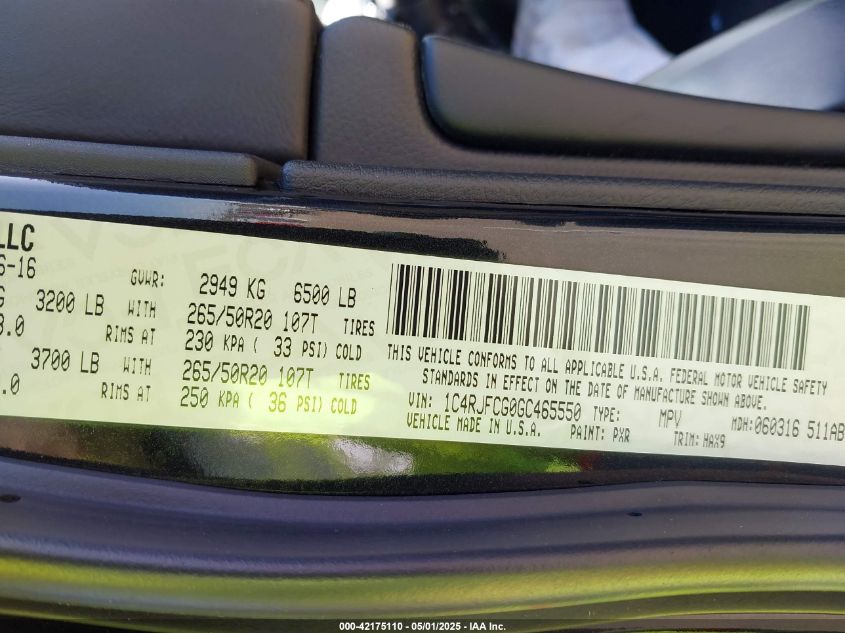 LLC
6-16
GVWR: 2949 KG 6500 LB
G 3200 LB WITH 265/50R20 107T TIRES
8.0 RIMS AT 230 KPA ( 33 PSI) COLD
3700 LB WITH 265/50R20 107T TIRES
.0 RIMS AT 250 KPA ( 36 PSI) COLD
THIS VEHICLE CONFORMS TO ALL APPLICABLE U.S.A. FEDERAL MOTOR VEHICLE SAFETY
STANDARDS IN EFFECT ON THE DATE OF MANUFACTURE SHOWN ABOVE
VIN: 1C4RJFCG0GC465550 TYPE: MPV MDH: 060316 511AB
VEHICLE MADE IN U.S.A. PAINT: PXR TRIM: HAX9
000-42175110 - 05/01/2025 - IAA Inc.